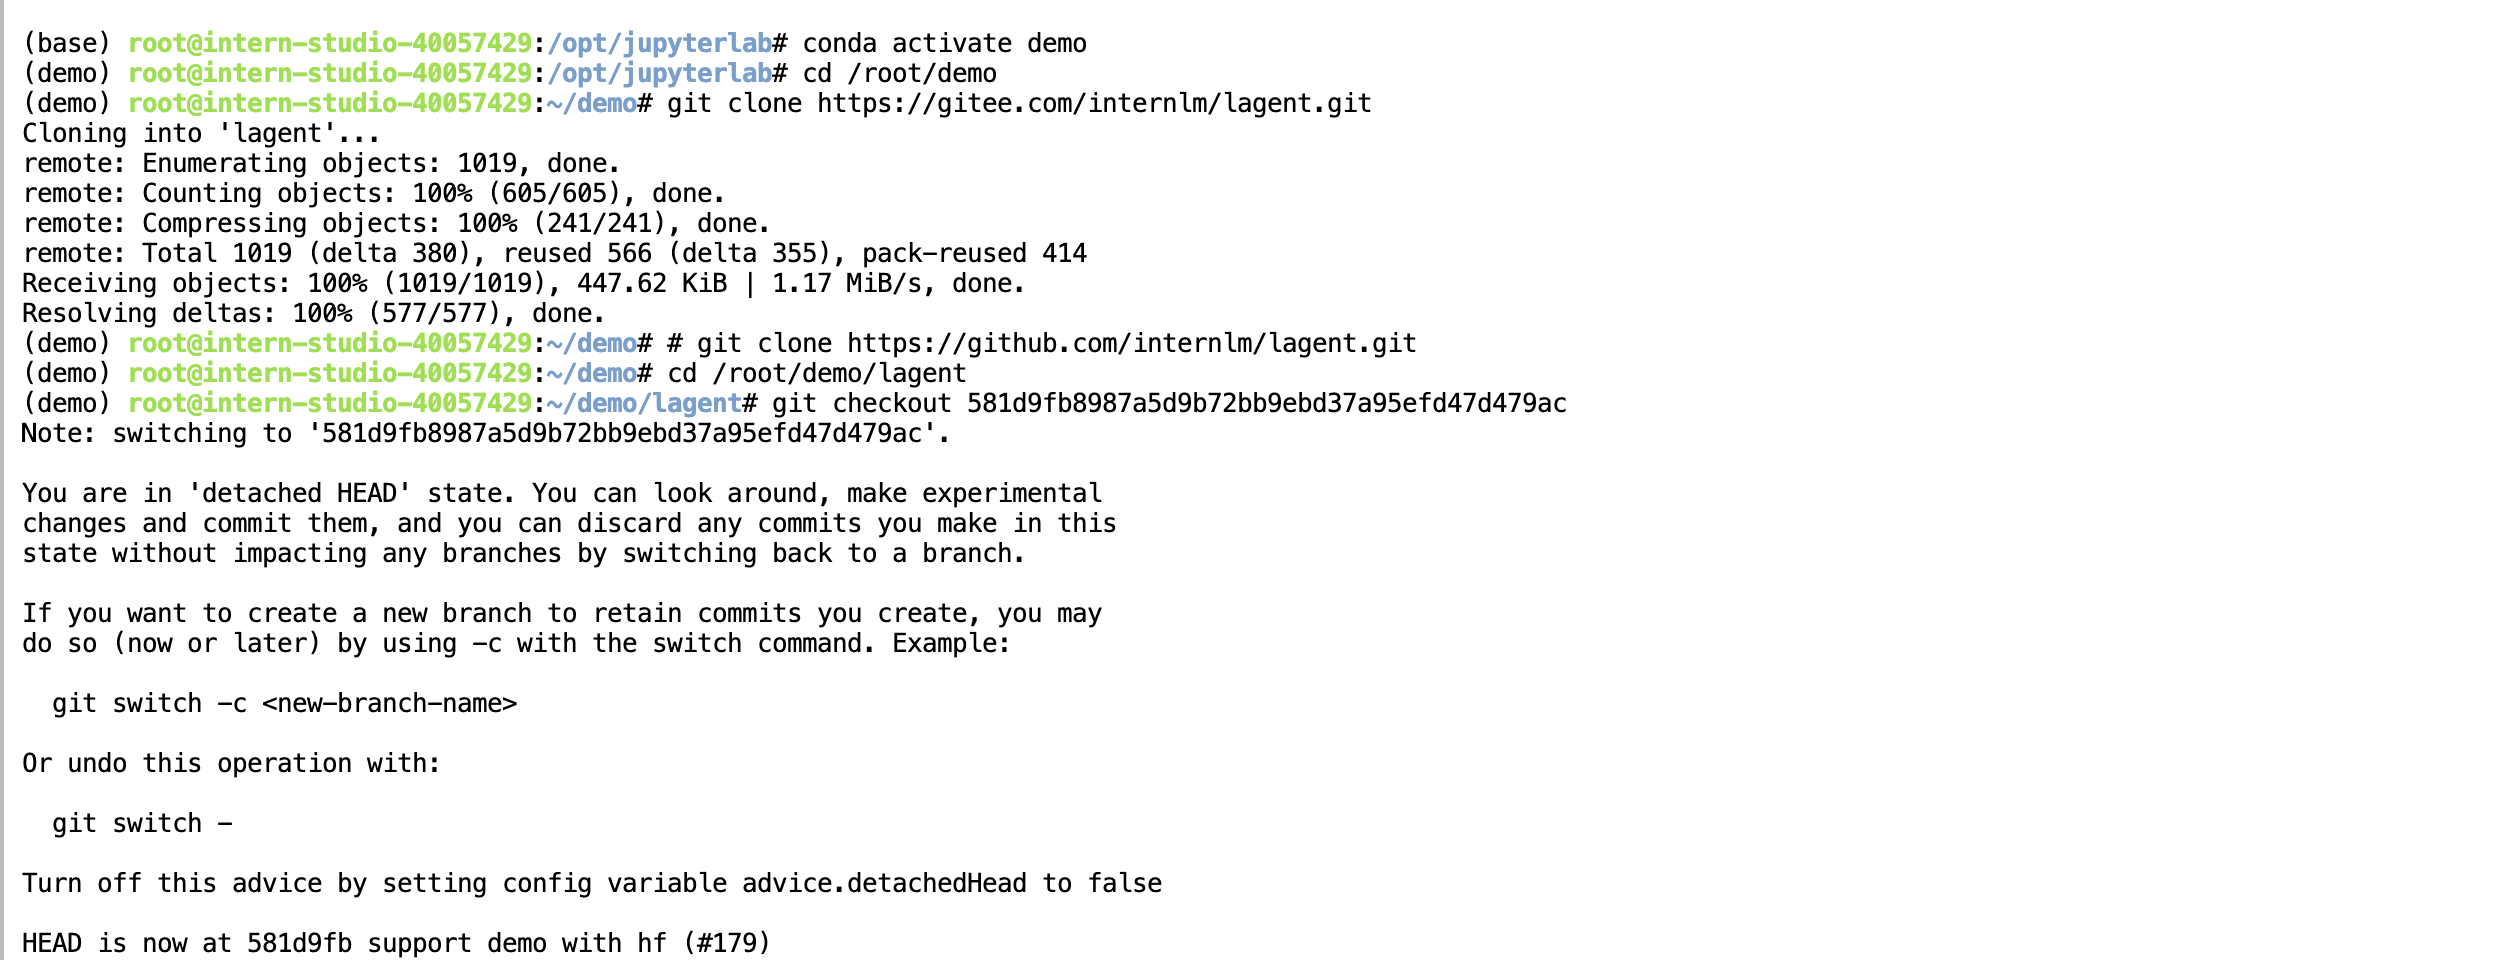 (base) root@intern-studio-40057429:/opt/jupyterlab# conda activate demo
(demo) root@intern-studio-40057429:/opt/jupyterlab# cd /root/demo
(demo) root@intern-studio-40057429:~/demo# git clone https://gitee.com/internlm/lagent.git
Cloning into 'lagent'...
remote: Enumerating objects: 1019, done.
remote: Counting objects: 100% (605/605), done.
remote: Compressing objects: 100% (241/241), done.
remote: Total 1019 (delta 380), reused 566 (delta 355), pack-reused 414
Receiving objects: 100% (1019/1019), 447.62 KiB | 1.17 MiB/s, done.
Resolving deltas: 100% (577/577), done.
(demo) root@intern-studio-40057429:~/demo# # git clone https://github.com/internlm/lagent.git
(demo) root@intern-studio-40057429:~/demo# cd /root/demo/lagent
(demo) root@intern-studio-40057429:~/demo/lagent# git checkout 581d9fb8987a5d9b72bb9ebd37a95efd47d479ac
Note: switching to '581d9fb8987a5d9b72bb9ebd37a95efd47d479ac'.

You are in 'detached HEAD' state. You can look around, make experimental
changes and commit them, and you can discard any commits you make in this
state without impacting any branches by switching back to a branch.

If you want to create a new branch to retain commits you create, you may
do so (now or later) by using -c with the switch command. Example:

  git switch -c <new-branch-name>

Or undo this operation with:

  git switch -

Turn off this advice by setting config variable advice.detachedHead to false

HEAD is now at 581d9fb support demo with hf (#179)